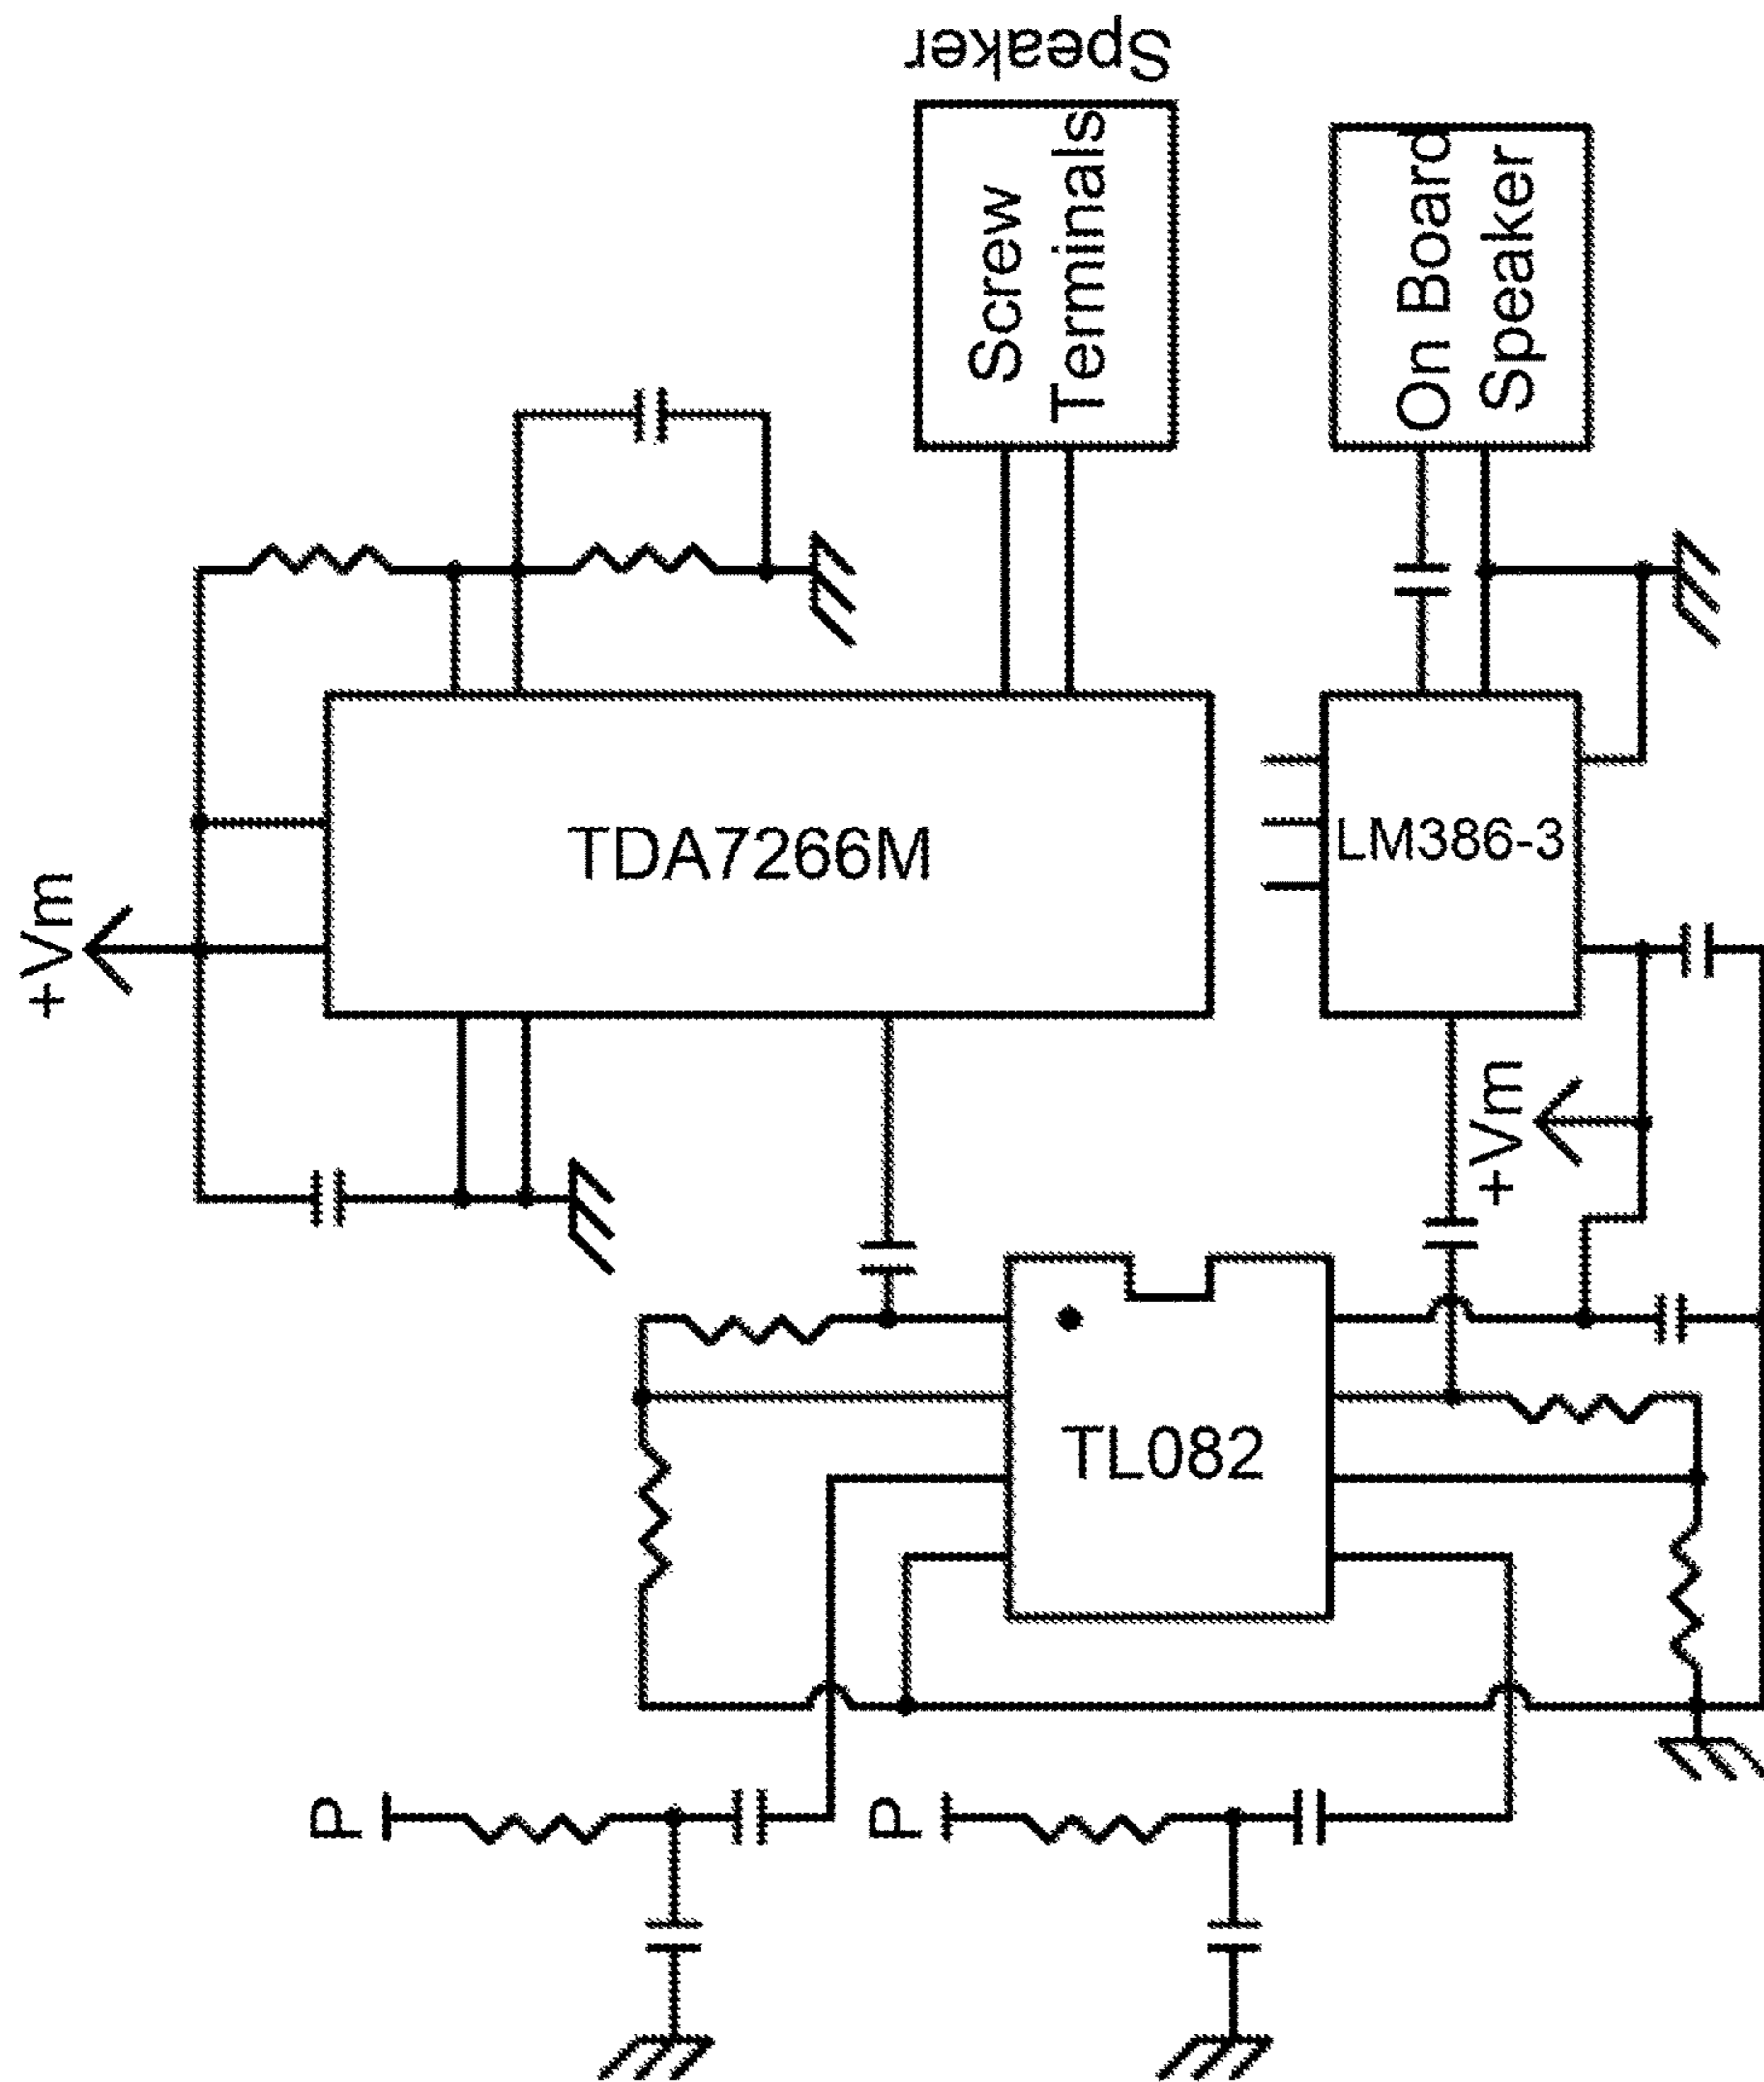 Speaker
Screw
Terminals
On Board
Speaker
+Vm
TDA7266M
LM386-3
+Vm
TL082
P
P